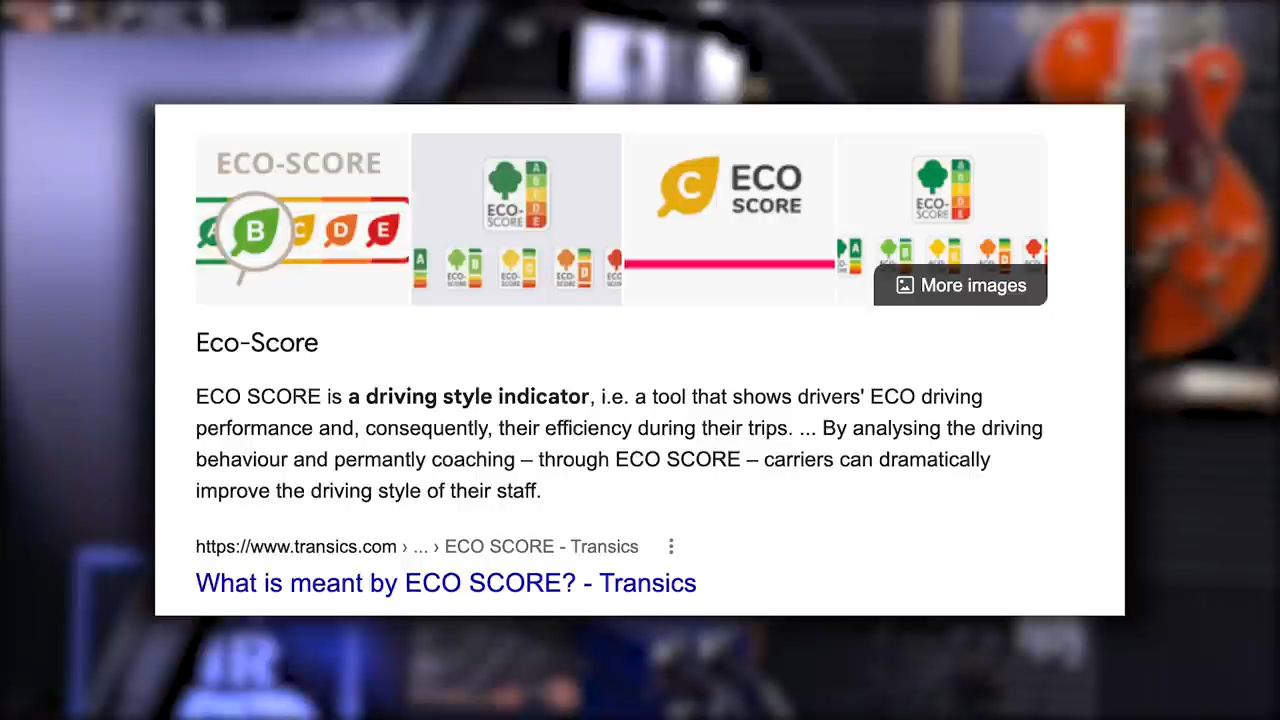 ECO-SCORE
A B C D E
ECO-
SCORE
A
B
C
D
E
C ECO
SCORE
ECO-
SCORE
More images
Eco-Score
ECO SCORE is a driving style indicator, i.e. a tool that shows drivers' ECO driving
performance and, consequently, their efficiency during their trips. ... By analysing the driving
behaviour and permantly coaching – through ECO SCORE – carriers can dramatically
improve the driving style of their staff.
https://www.transics.com › ... › ECO SCORE - Transics
What is meant by ECO SCORE? - Transics